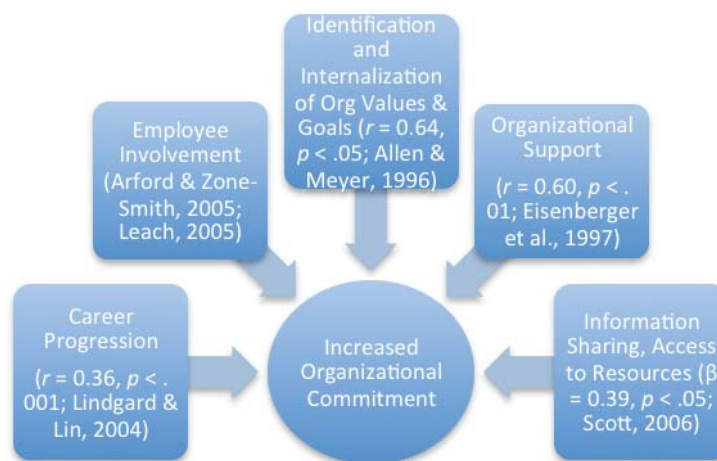 Identification
and
Internalization
of Org Values &
Goals (r = 0.64,
p < .05; Allen &
Meyer, 1996)
Employee
Involvement
(Arford & Zone-
Smith, 2005;
Leach, 2005)
Organizational
Support
(r = 0.60, p < .
01; Eisenberger
et al., 1997)
Career
Progression
(r = 0.36, p < .
001; Lindgard &
Lin, 2004)
Increased
Organizational
Commitment
Information
Sharing, Access
to Resources (β
= 0.39, p <.05;
Scott, 2006)